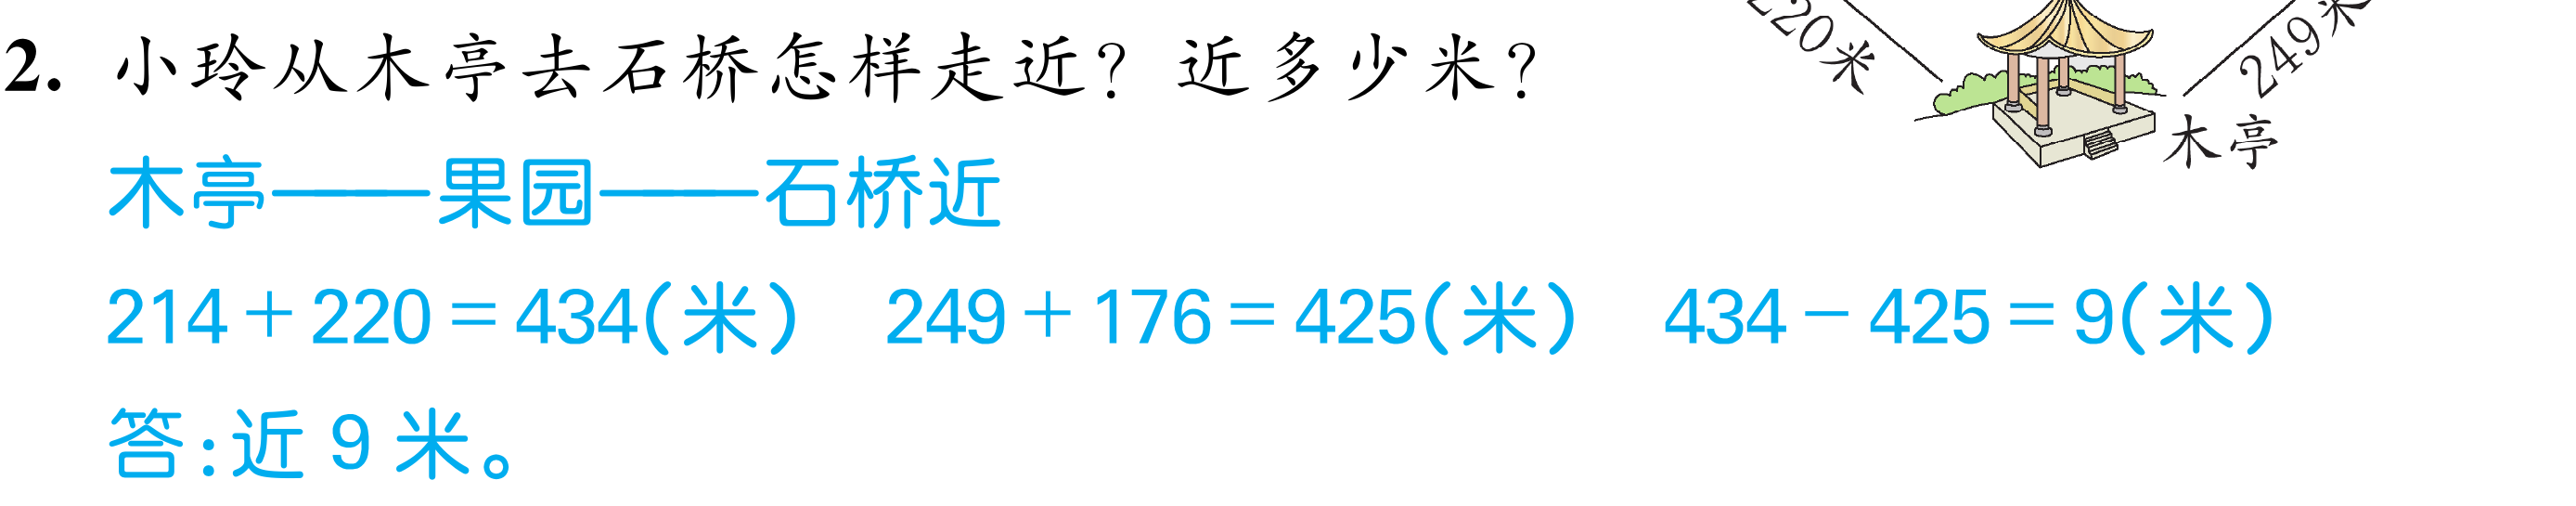 2. 小玲从木亭去石桥怎样走近？近多少米？
220米
249米
木亭
木亭——果园——石桥近
214＋220＝434(米) 249＋176＝425(米) 434－425＝9(米)
答:近 9 米。